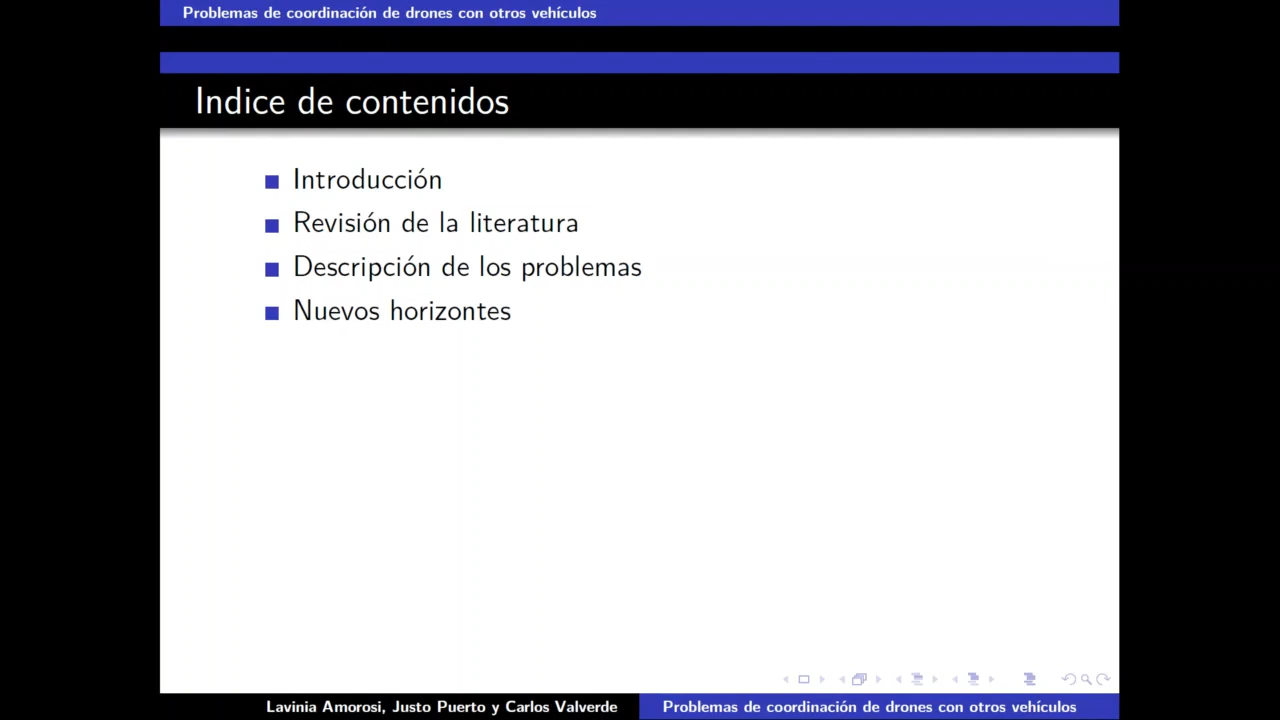 Problemas de coordinación de drones con otros vehículos
Indice de contenidos
Introducción
Revisión de la literatura
Descripción de los problemas
Nuevos horizontes
Lavinia Amorosi, Justo Puerto y Carlos Valverde
Problemas de coordinación de drones con otros vehículos